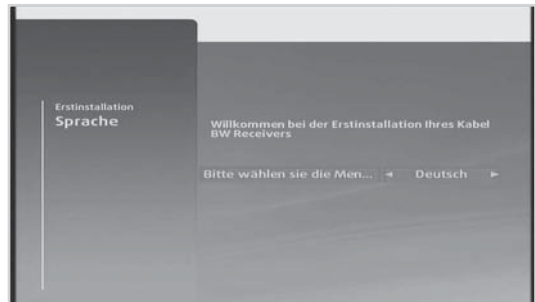 Erstinstallation
Sprache
Willkommen bei der Erstinstallation Ihres Kabel
BW Receivers
Bitte wählen sie die Men... ◄ Deutsch ►